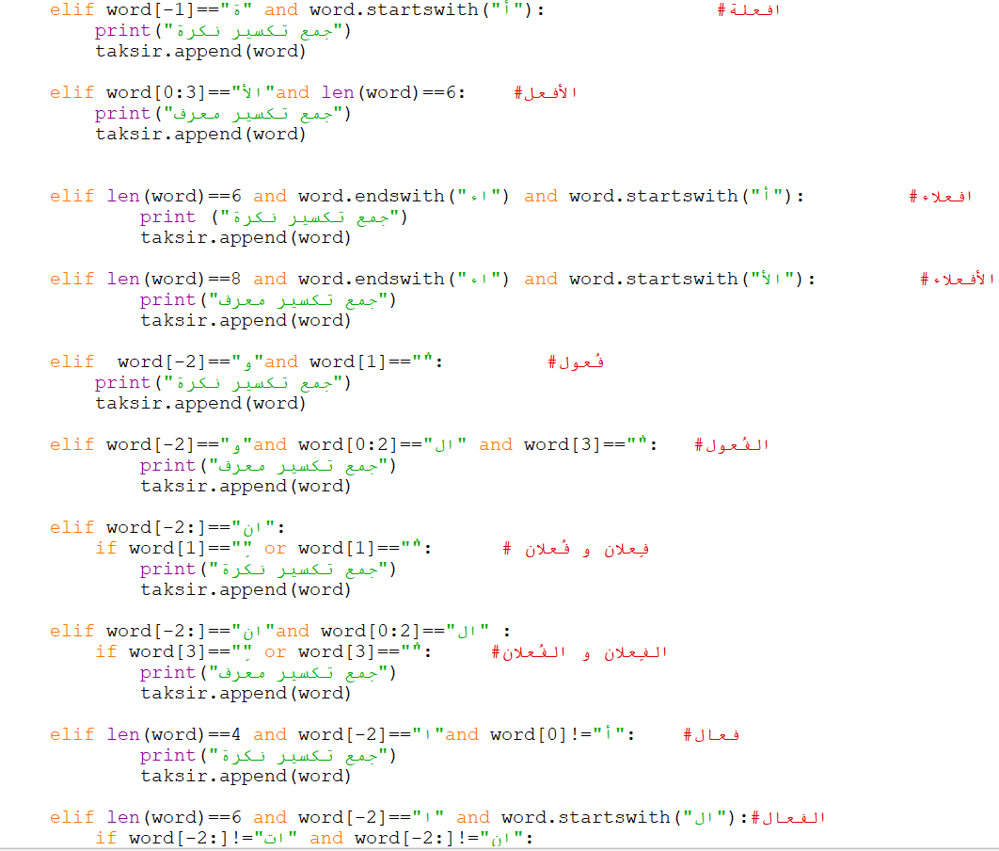 elif word[-1]=="ة" and word.startswith("أ"): #افعلة
print("جمع تكسير نكرة")
taksir.append(word)
elif word[0:3]=="الأ"and len(word)==6: #الأفعل
print("جمع تكسير معرف")
taksir.append(word)
elif len(word)==6 and word.endswith("اء") and word.startswith("أ"): #افعلاء
print ("جمع تكسير نكرة")
taksir.append(word)
elif len(word)==8 and word.endswith("اء") and word.startswith("الأ"): #الأفعلاء
print("جمع تكسير معرف")
taksir.append(word)
elif  word[-2]=="و"and word[1]=="ُ": #فُعول
print("جمع تكسير نكرة")
taksir.append(word)
elif word[-2]=="و"and word[0:2]=="ال" and word[3]=="ُ": #الفُعول
print("جمع تكسير معرف")
taksir.append(word)
elif word[-2:]=="ان":
if word[1]=="ِ" or word[1]=="ُ": # فِعلان و فُعلان
print("جمع تكسير نكرة")
taksir.append(word)
elif word[-2:]=="ان"and word[0:2]=="ال" :
if word[3]=="ِ" or word[3]=="ُ": #الفِعلان و الفُعلان
print("جمع تكسير معرف")
taksir.append(word)
elif len(word)==4 and word[-2]=="ا"and word[0]!="أ": #فعال
print("جمع تكسير نكرة")
taksir.append(word)
elif len(word)==6 and word[-2]=="ا" and word.startswith("ال"):#الفعال
if word[-2:]!="ات" and word[-2:]!="ان":